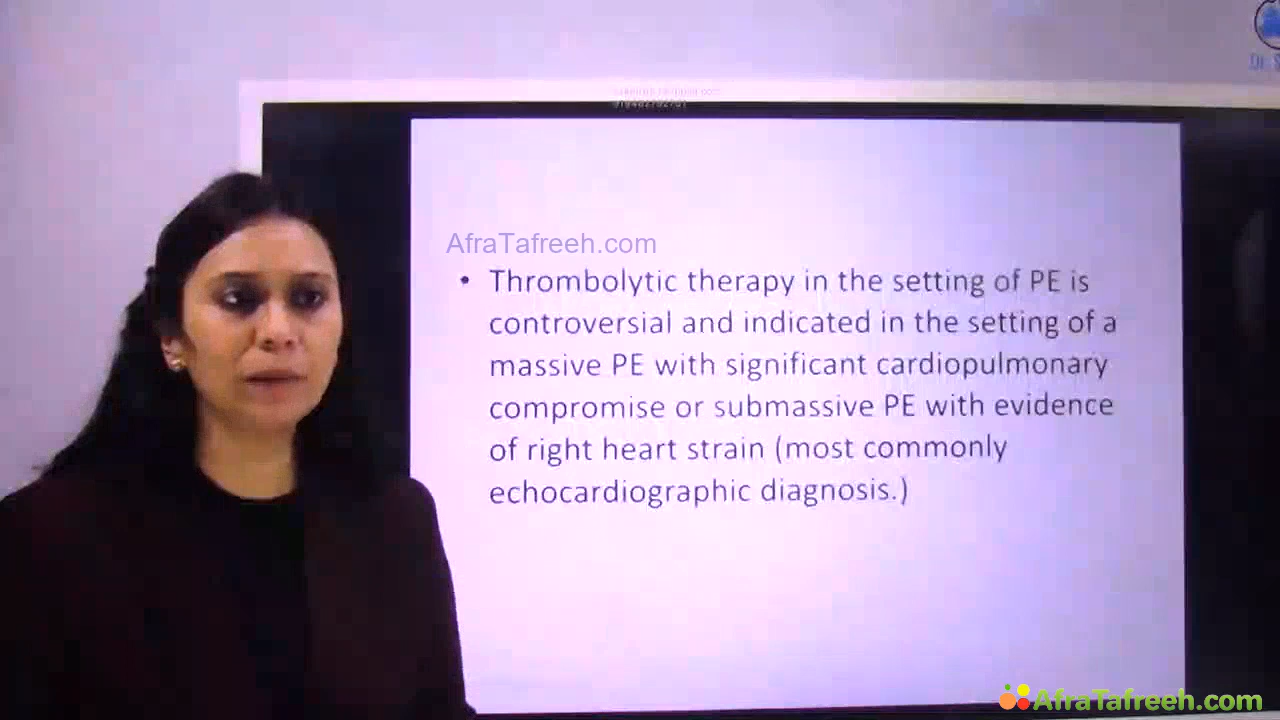 AfraTafreeh.com
• Thrombolytic therapy in the setting of PE is
controversial and indicated in the setting of a
massive PE with significant cardiopulmonary
compromise or submassive PE with evidence
of right heart strain (most commonly
echocardiographic diagnosis.)
AfraTafreeh.com